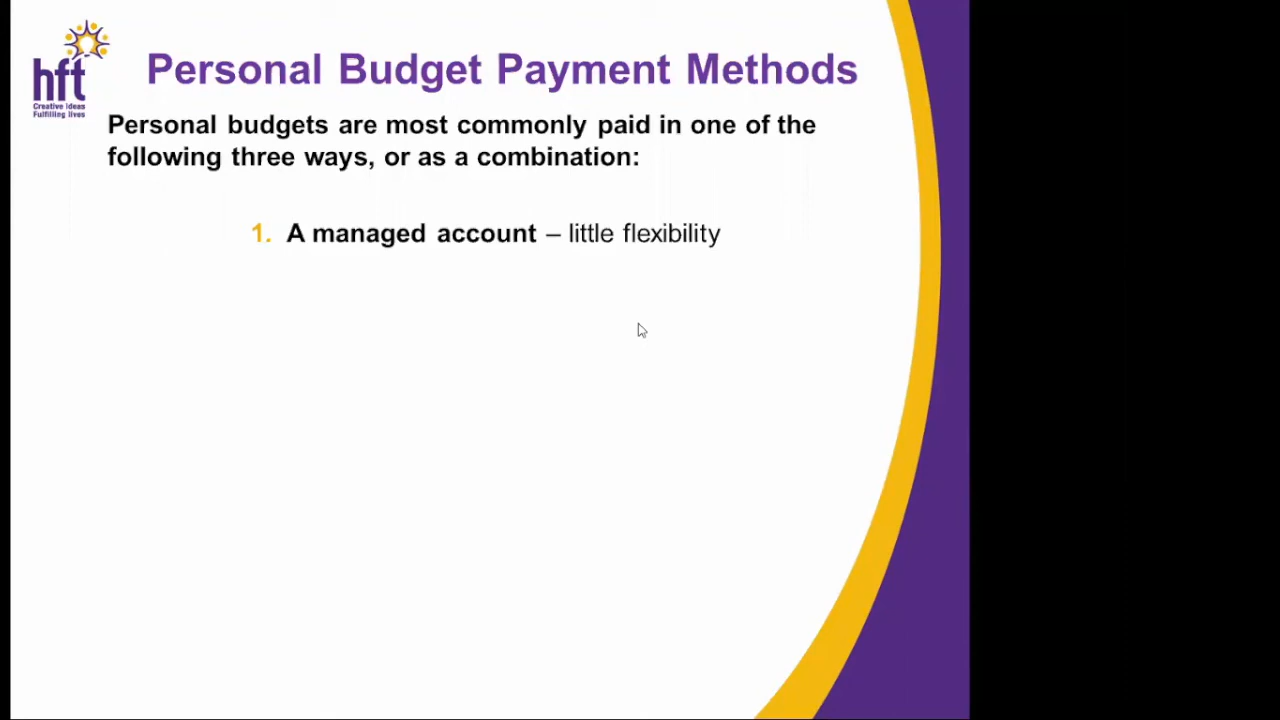 hft
Creative Ideas
Fulfilling lives
Personal Budget Payment Methods
Personal budgets are most commonly paid in one of the
following three ways, or as a combination:
1. A managed account – little flexibility